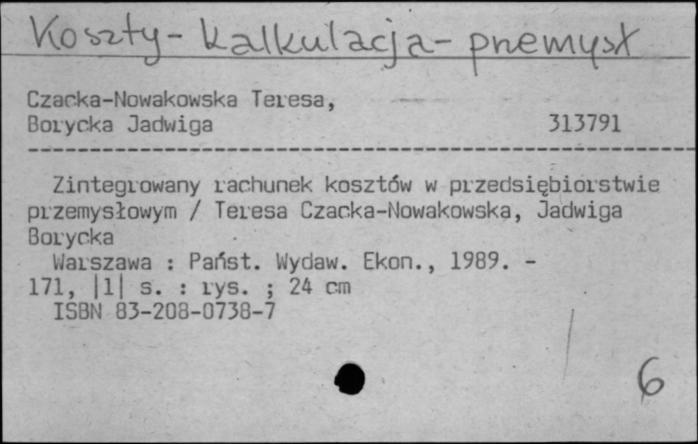 Koszty - kalkulacja - przemysł
Czacka-Nowakowska Teresa,
Borycka Jadwiga 313791
Zintegrowany rachunek kosztów w przedsiębiorstwie
przemysłowym / Teresa Czacka-Nowakowska, Jadwiga
Borycka
Warszawa : Państ. Wydaw. Ekon., 1989. -
171, |1| s. : rys. ; 24 cm
ISBN 83-208-0738-7
6